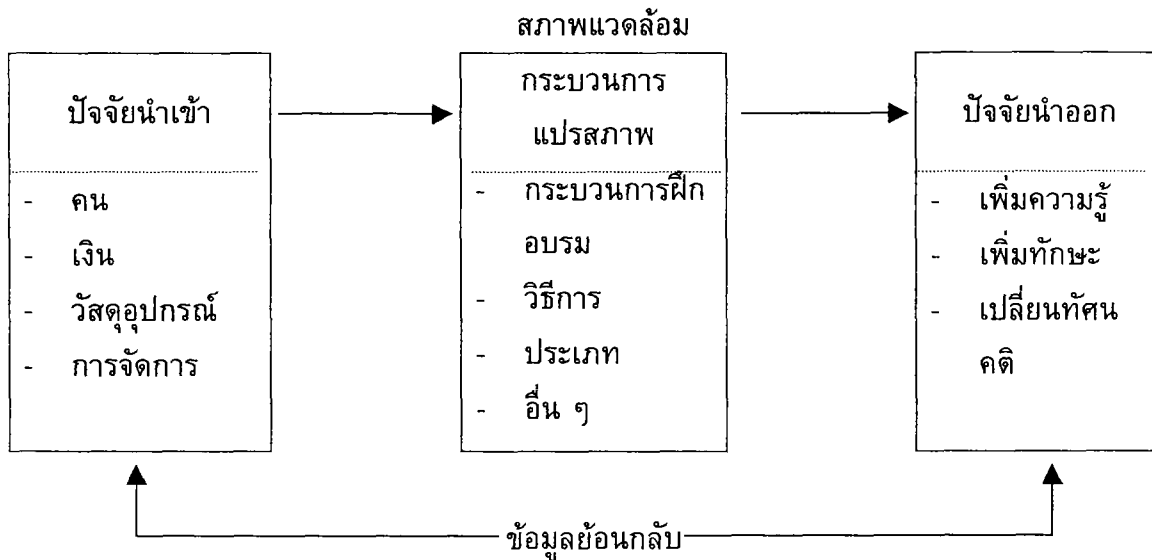 สภาพแวดล้อม
ปัจจัยนำเข้า
- คน
- เงิน
- วัสดุอุปกรณ์
- การจัดการ
กระบวนการ
แปรสภาพ
- กระบวนการฝึก
อบรม
- วิธีการ
- ประเภท
- อื่น ๆ
ปัจจัยนำออก
- เพิ่มความรู้
- เพิ่มทักษะ
- เปลี่ยนทัศน
คติ
ข้อมูลย้อนกลับ